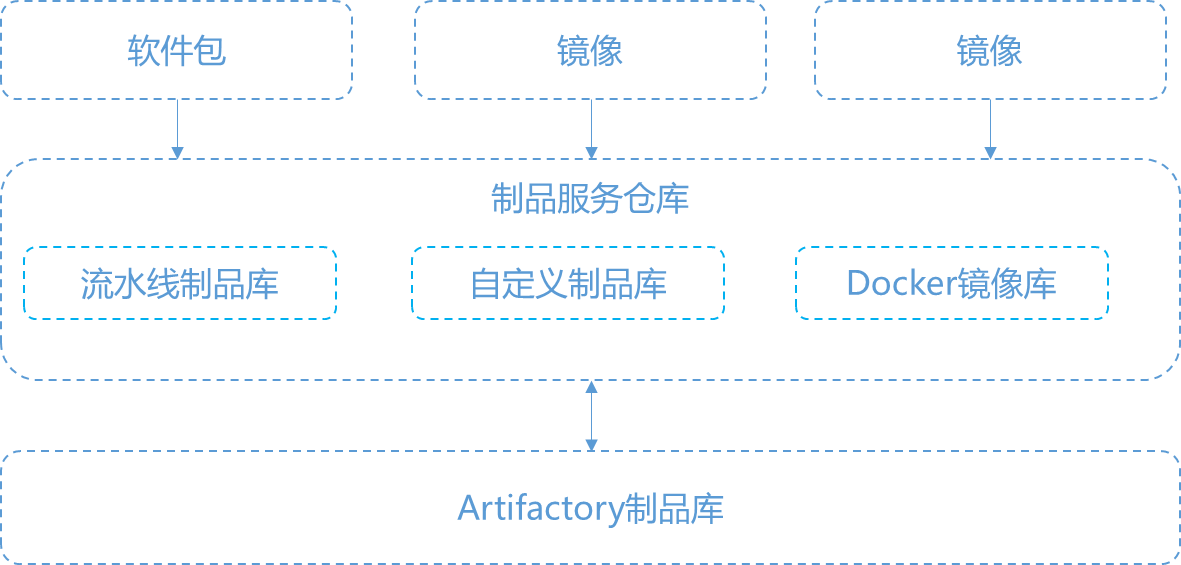 软件包
镜像
镜像
制品服务仓库
流水线制品库
自定义制品库
Docker镜像库
Artifactory制品库